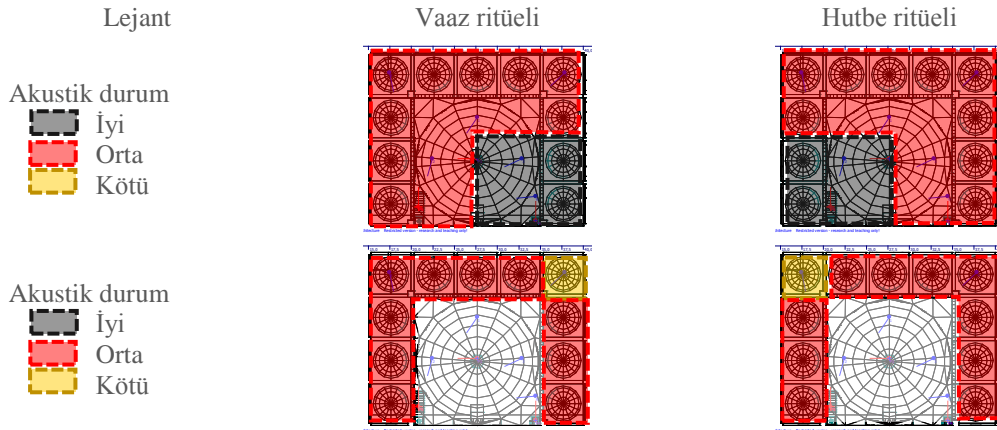 Lejant Vaaz ritüeli Hutbe ritüeli
Akustik durum
İyi
Orta
Kötü
Akustik durum
İyi
Orta
Kötü